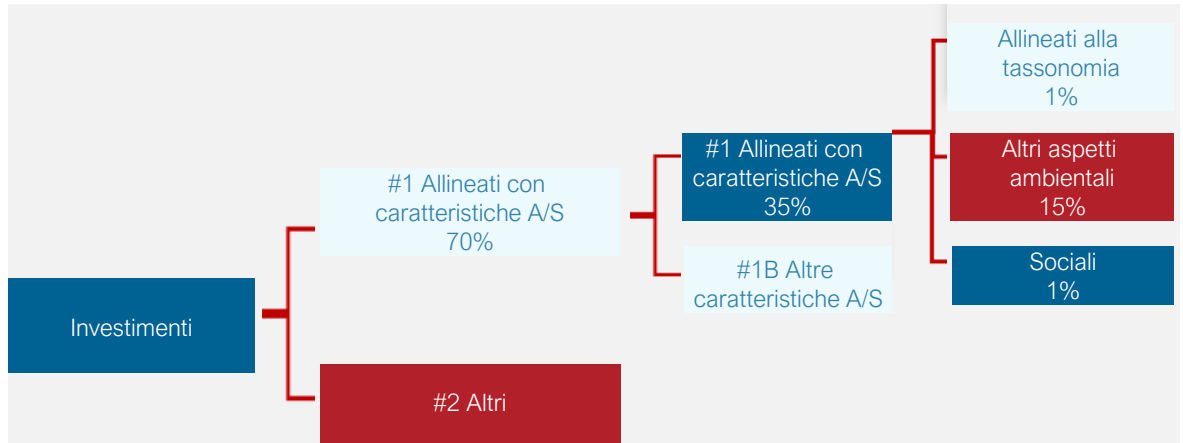 Investimenti
#1 Allineati con
caratteristiche A/S
70%
#2 Altri
#1 Allineati con
caratteristiche A/S
35%
#1B Altre
caratteristiche A/S
Allineati alla
tassonomia
1%
Altri aspetti
ambientali
15%
Sociali
1%